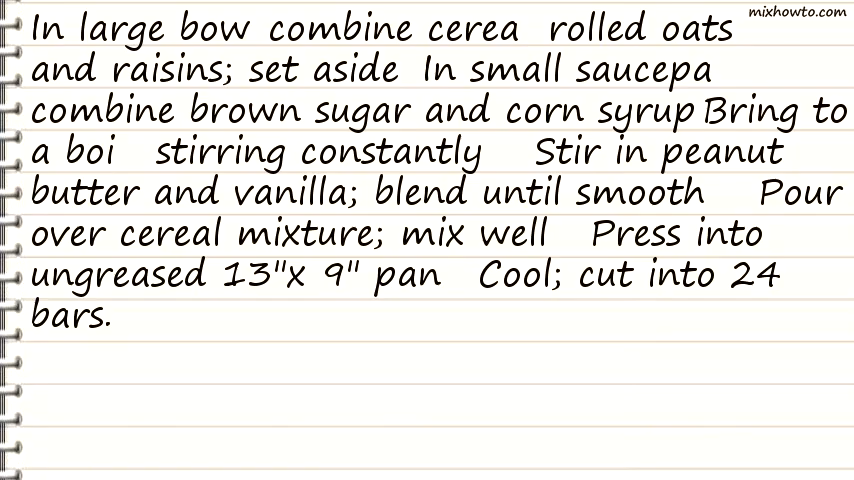 mixhowto.com
In large bow combine cerea rolled oats
and raisins; set aside In small saucepa
combine brown sugar and corn syrup Bring to
a boi stirring constantly Stir in peanut
butter and vanilla; blend until smooth Pour
over cereal mixture; mix well Press into
ungreased 13"x 9" pan Cool; cut into 24
bars.